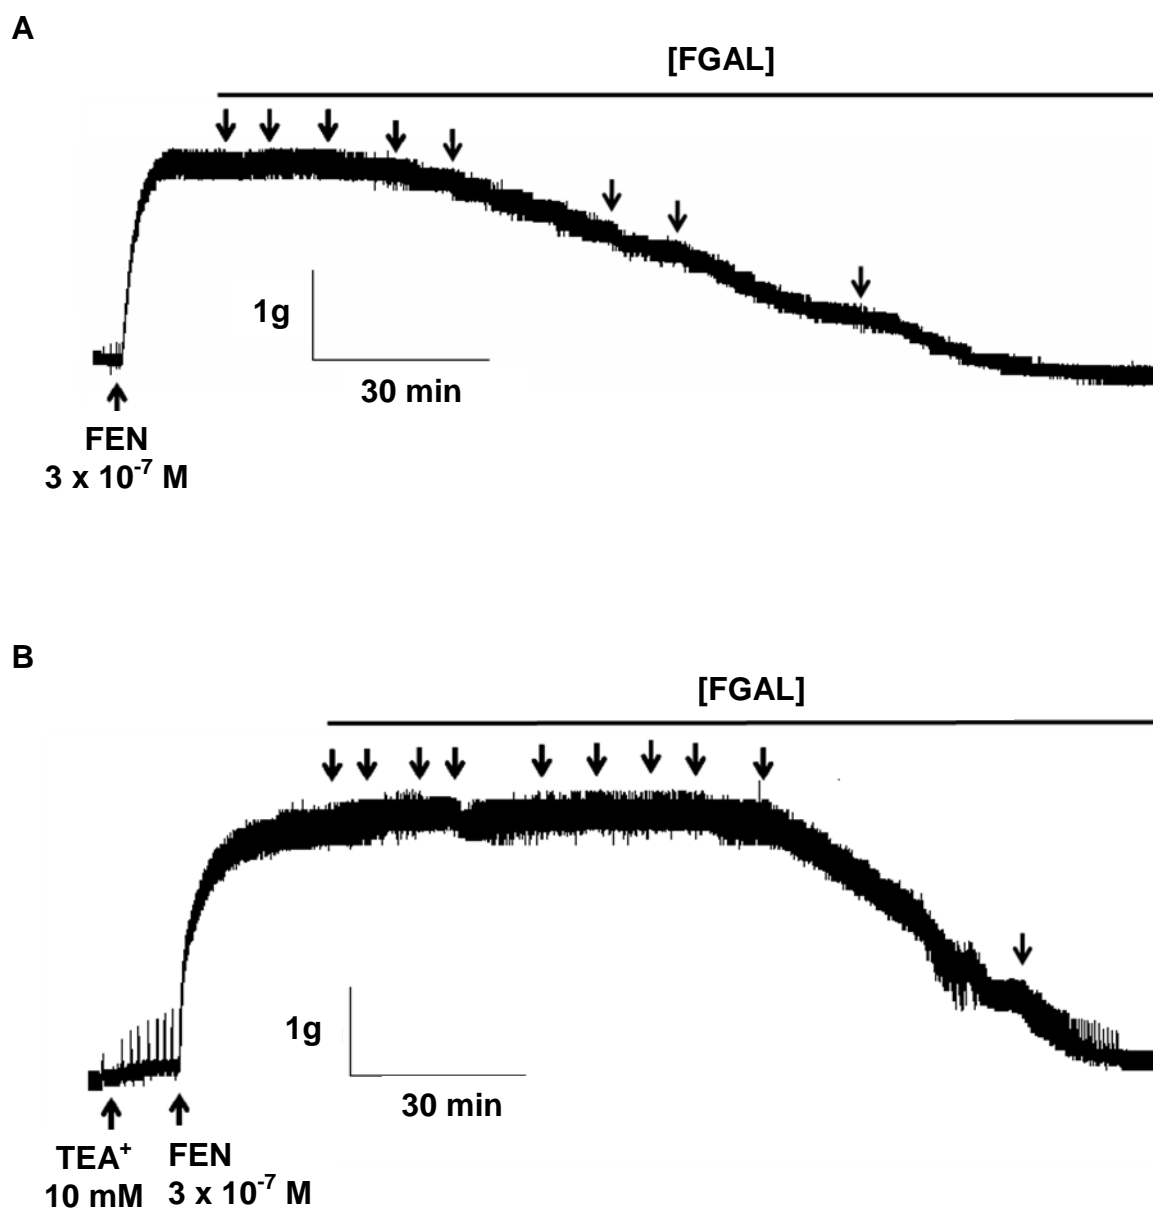 A
[FGAL]
1g
30 min
FEN
3 x 10⁻⁷ M
B
[FGAL]
1g
30 min
TEA⁺ FEN
10 mM 3 x 10⁻⁷ M